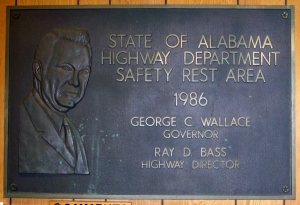 STATE OF ALABAMA
HIGHWAY DEPARTMENT
SAFETY REST AREA
1986
GEORGE C. WALLACE
GOVERNOR
RAY D. BASS
HIGHWAY DIRECTOR